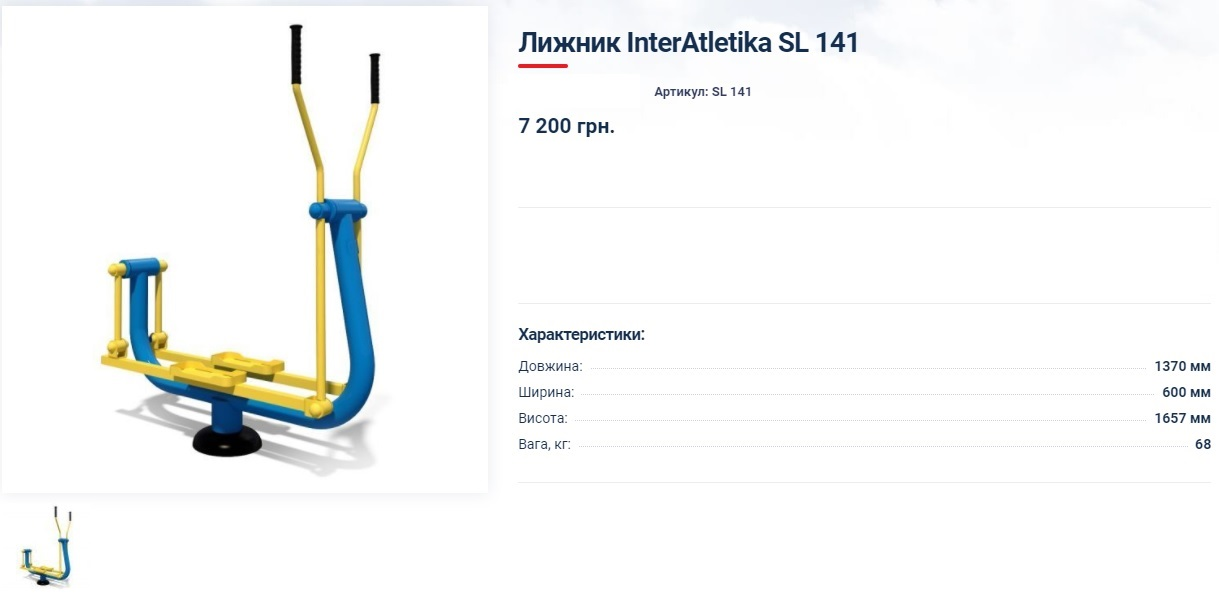 Лижник InterAtletika SL 141
Артикул: SL 141
7 200 грн.
Характеристики:
Довжина: 1370 мм
Ширина: 600 мм
Висота: 1657 мм
Вага, кг: 68